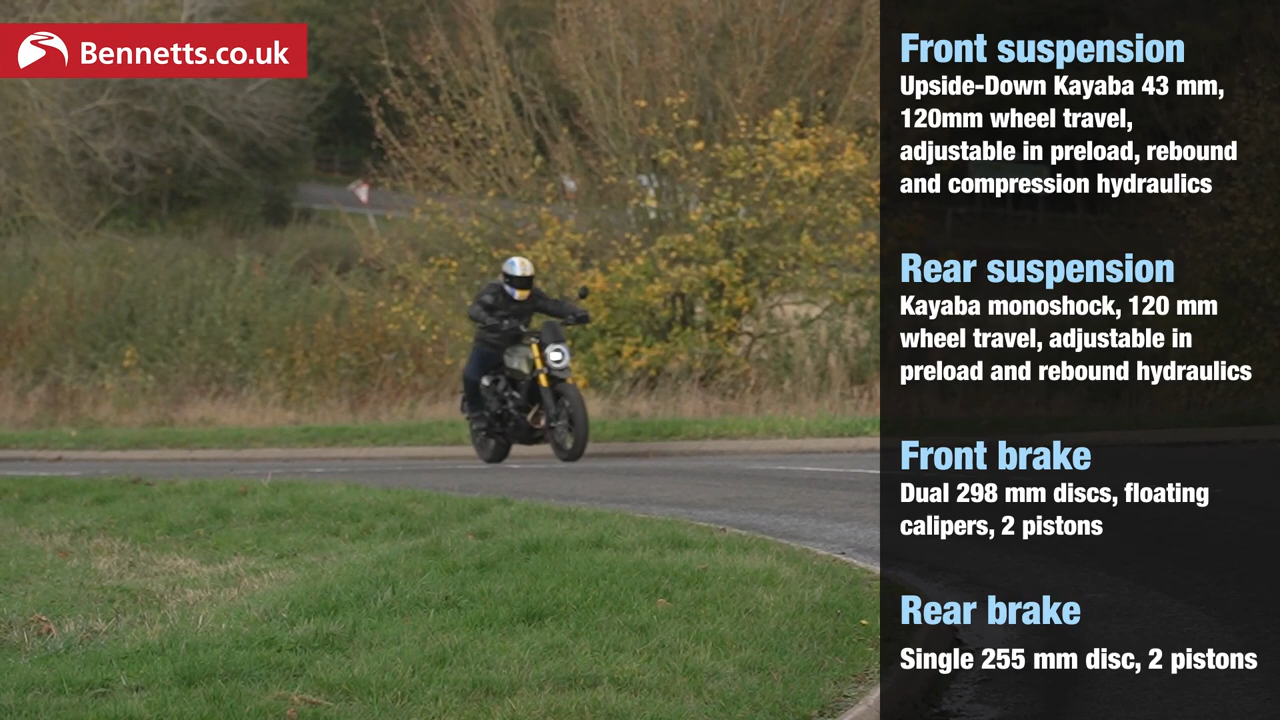 Bennetts.co.uk
Front suspension
Upside-Down Kayaba 43 mm,
120mm wheel travel,
adjustable in preload, rebound
and compression hydraulics
Rear suspension
Kayaba monoshock, 120 mm
wheel travel, adjustable in
preload and rebound hydraulics
Front brake
Dual 298 mm discs, floating
calipers, 2 pistons
Rear brake
Single 255 mm disc, 2 pistons